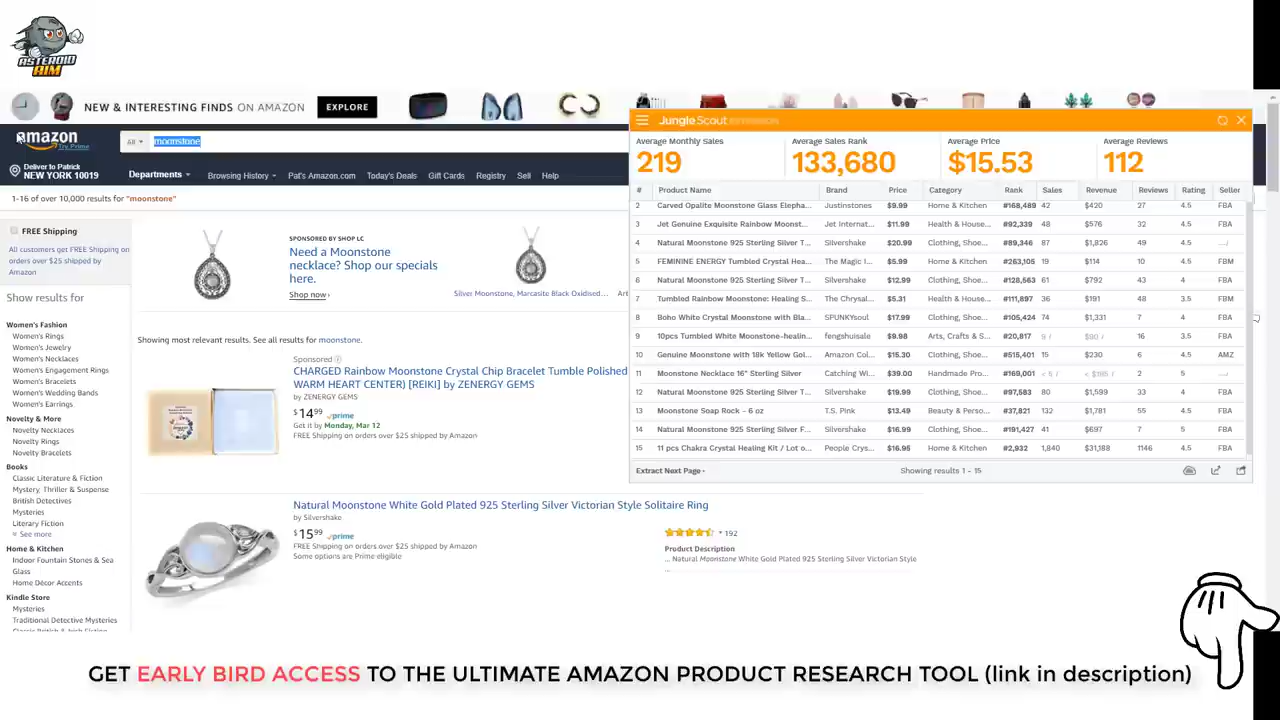 ASTEROID
AIM
NEW & INTERESTING FINDS ON AMAZON
EXPLORE
amazon
Try Prime
All
moonstone
Deliver to Patrick
NEW YORK 10019
Departments
Browsing History
Pat's Amazon.com
Today's Deals
Gift Cards
Registry
Sell
Help
1-16 of over 10,000 results for "moonstone"
FREE Shipping
All customers get FREE Shipping on
orders over $25 shipped by
Amazon
Show results for
Women's Fashion
Women's Rings
Women's Jewelry
Women's Necklaces
Women's Engagement Rings
Women's Bracelets
Women's Wedding Bands
Women's Earrings
Novelty & More
Novelty Necklaces
Novelty Rings
Novelty Bracelets
Books
Classic Literature & Fiction
Mystery, Thriller & Suspense
British Detectives
Mysteries
Literary Fiction
See more
Home & Kitchen
Indoor Fountain Stones & Sea
Glass
Home Décor Accents
Kindle Store
Mysteries
Traditional Detective Mysteries
SPONSORED BY SHOP LC
Need a Moonstone
necklace? Shop our specials
here.
Shop now ›
Silver Moonstone, Marcasite Black Oxidised...
Art
Showing most relevant results. See all results for moonstone.
Sponsored
CHARGED Rainbow Moonstone Crystal Chip Bracelet Tumble Polished
WARM HEART CENTER) [REIKI] by ZENERGY GEMS
by ZENERGY GEMS
$14 99 prime
Get it by Monday, Mar 12
FREE Shipping on orders over $25 shipped by Amazon
Natural Moonstone White Gold Plated 925 Sterling Silver Victorian Style Solitaire Ring
by Silvershake
$15 99 prime
FREE Shipping on orders over $25 shipped by Amazon
Some options are Prime eligible
192
Product Description
... Natural Moonstone White Gold Plated 925 Sterling Silver Victorian Style
...
Jungle Scout EXTENSION
Average Monthly Sales
219
Average Sales Rank
133,680
Average Price
$15.53
Average Reviews
112
# Product Name Brand Price Category Rank Sales Revenue Reviews Rating Seller
2 Carved Opalite Moonstone Glass Elepha... Justinstones $9.99 Home & Kitchen #168,489 42 $420 27 4.5 FBA
3 Jet Genuine Exquisite Rainbow Moonst... Jet Internat... $11.99 Health & House... #92,339 48 $576 32 4.5 FBA
4 Natural Moonstone 925 Sterling Silver T... Silvershake $20.99 Clothing, Shoe... #89,346 87 $1,826 49 4.5
5 FEMININE ENERGY Tumbled Crystal Hea... The Magic I... $5.99 Home & Kitchen #263,105 19 $114 10 4.5 FBM
6 Natural Moonstone 925 Sterling Silver T... Silvershake $12.99 Clothing, Shoe... #128,563 61 $792 43 4 FBA
7 Tumbled Rainbow Moonstone: Healing S... The Chrysal... $5.31 Health & House... #111,897 36 $191 48 3.5 FBM
8 Boho White Crystal Moonstone with Bla... SPUNKYsoul $17.99 Clothing, Shoe... #105,424 74 $1,331 7 4 FBA
9 10pcs Tumbled White Moonstone-healin... fengshuisale $9.98 Arts, Crafts & S... #20,817 16 3.5 FBA
10 Genuine Moonstone with 18k Yellow Gol... Amazon Col... $15.30 Clothing, Shoe... #515,401 15 $230 6 4.5 AMZ
11 Moonstone Necklace 16" Sterling Silver Catching Wi... $39.00 Handmade Pro... #169,001 < 5 2 5
12 Natural Moonstone 925 Sterling Silver T... Silvershake $19.99 Clothing, Shoe... #97,583 80 $1,599 33 4 FBA
13 Moonstone Soap Rock – 6 oz T.S. Pink $13.49 Beauty & Perso... #37,821 132 $1,781 55 4.5 FBA
14 Natural Moonstone 925 Sterling Silver F... Silvershake $16.99 Clothing, Shoe... #191,427 41 $697 7 5 FBA
15 11 pcs Chakra Crystal Healing Kit / Lot o... People Crys... $16.95 Home & Kitchen #2,932 1,840 $31,188 1146 4.5 FBA
Extract Next Page ›
Showing results 1 - 15
GET EARLY BIRD ACCESS TO THE ULTIMATE AMAZON PRODUCT RESEARCH TOOL (link in description)